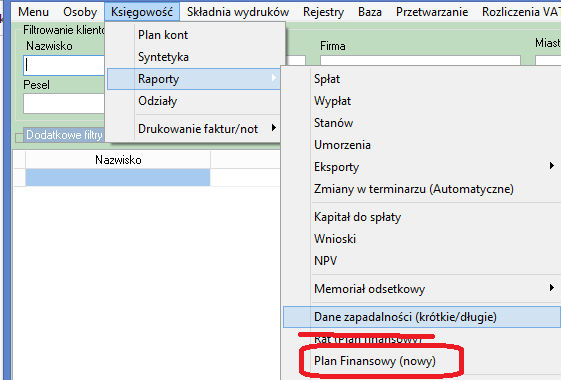 Menu Osoby Księgowość Składnia wydruków Rejestry Baza Przetwarzanie Rozliczenia VAT
Filtrowanie
Nazwisko
Firma
Pesel
Dodatkowe filtry
Nazwisko
Plan kont
Syntetyka
Raporty
Odziały
Drukowanie faktur/not
Spłat
Wypłat
Stanów
Umorzenia
Eksporty
Zmiany w terminarzu (Automatyczne)
Kapitał do spłaty
Wnioski
NPV
Memoriał odsetkowy
Dane zapadalności (krótkie/długie)
Rat (Plan finansowy)
Plan Finansowy (nowy)